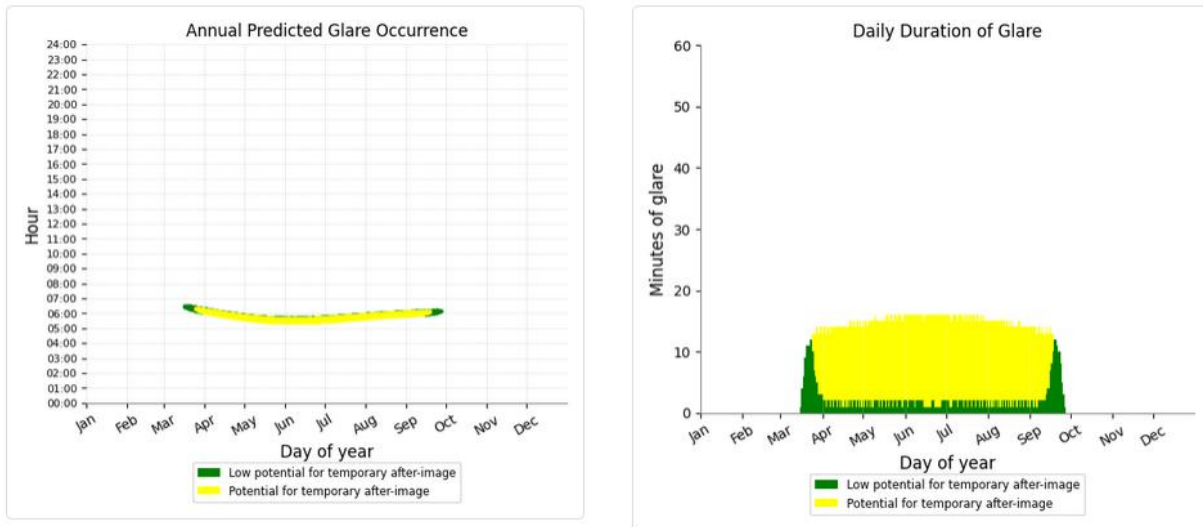 Annual Predicted Glare Occurrence
24:00
23:00
22:00
21:00
20:00
19:00
18:00
17:00
16:00
15:00
14:00
13:00
12:00
11:00
10:00
09:00
08:00
07:00
06:00
05:00
04:00
03:00
02:00
01:00
00:00
Hour
Jan Feb Mar Apr May Jun Jul Aug Sep Oct Nov Dec
Day of year
Low potential for temporary after-image
Potential for temporary after-image
Daily Duration of Glare
60
50
40
30
20
10
0
Minutes of glare
Jan Feb Mar Apr May Jun Jul Aug Sep Oct Nov Dec
Day of year
Low potential for temporary after-image
Potential for temporary after-image